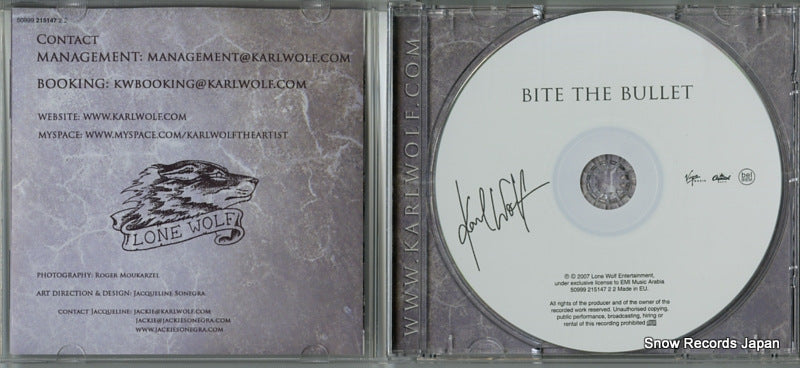 50999 215147 2 2
CONTACT
MANAGEMENT: MANAGEMENT@KARLWOLF.COM
BOOKING: KWBOOKING@KARLWOLF.COM
WEBSITE: WWW.KARLWOLF.COM
MYSPACE: WWW.MYSPACE.COM/KARLWOLFTHEARTIST
LONE WOLF
PHOTOGRAPHY: ROGER MOUKARZEL
ART DIRECTION & DESIGN: JACQUELINE SONEGRA
CONTACT JACQUELINE: JACKIE@KARLWOLF.COM
JACKIE@JACKIESONEGRA.COM
WWW.JACKIESONEGRA.COM
WWW.KARLWOLF.COM
BITE THE BULLET
Karl Wolf
Virgin
Capitol
℗ © 2007 Lone Wolf Entertainment,
under exclusive license to EMI Music Arabia
50999 215147 2 2 Made in EU.
All rights of the producer and of the owner of the
recorded work reserved. Unauthorised copying,
public performance, broadcasting, hiring or
rental of this recording prohibited
Snow Records Japan